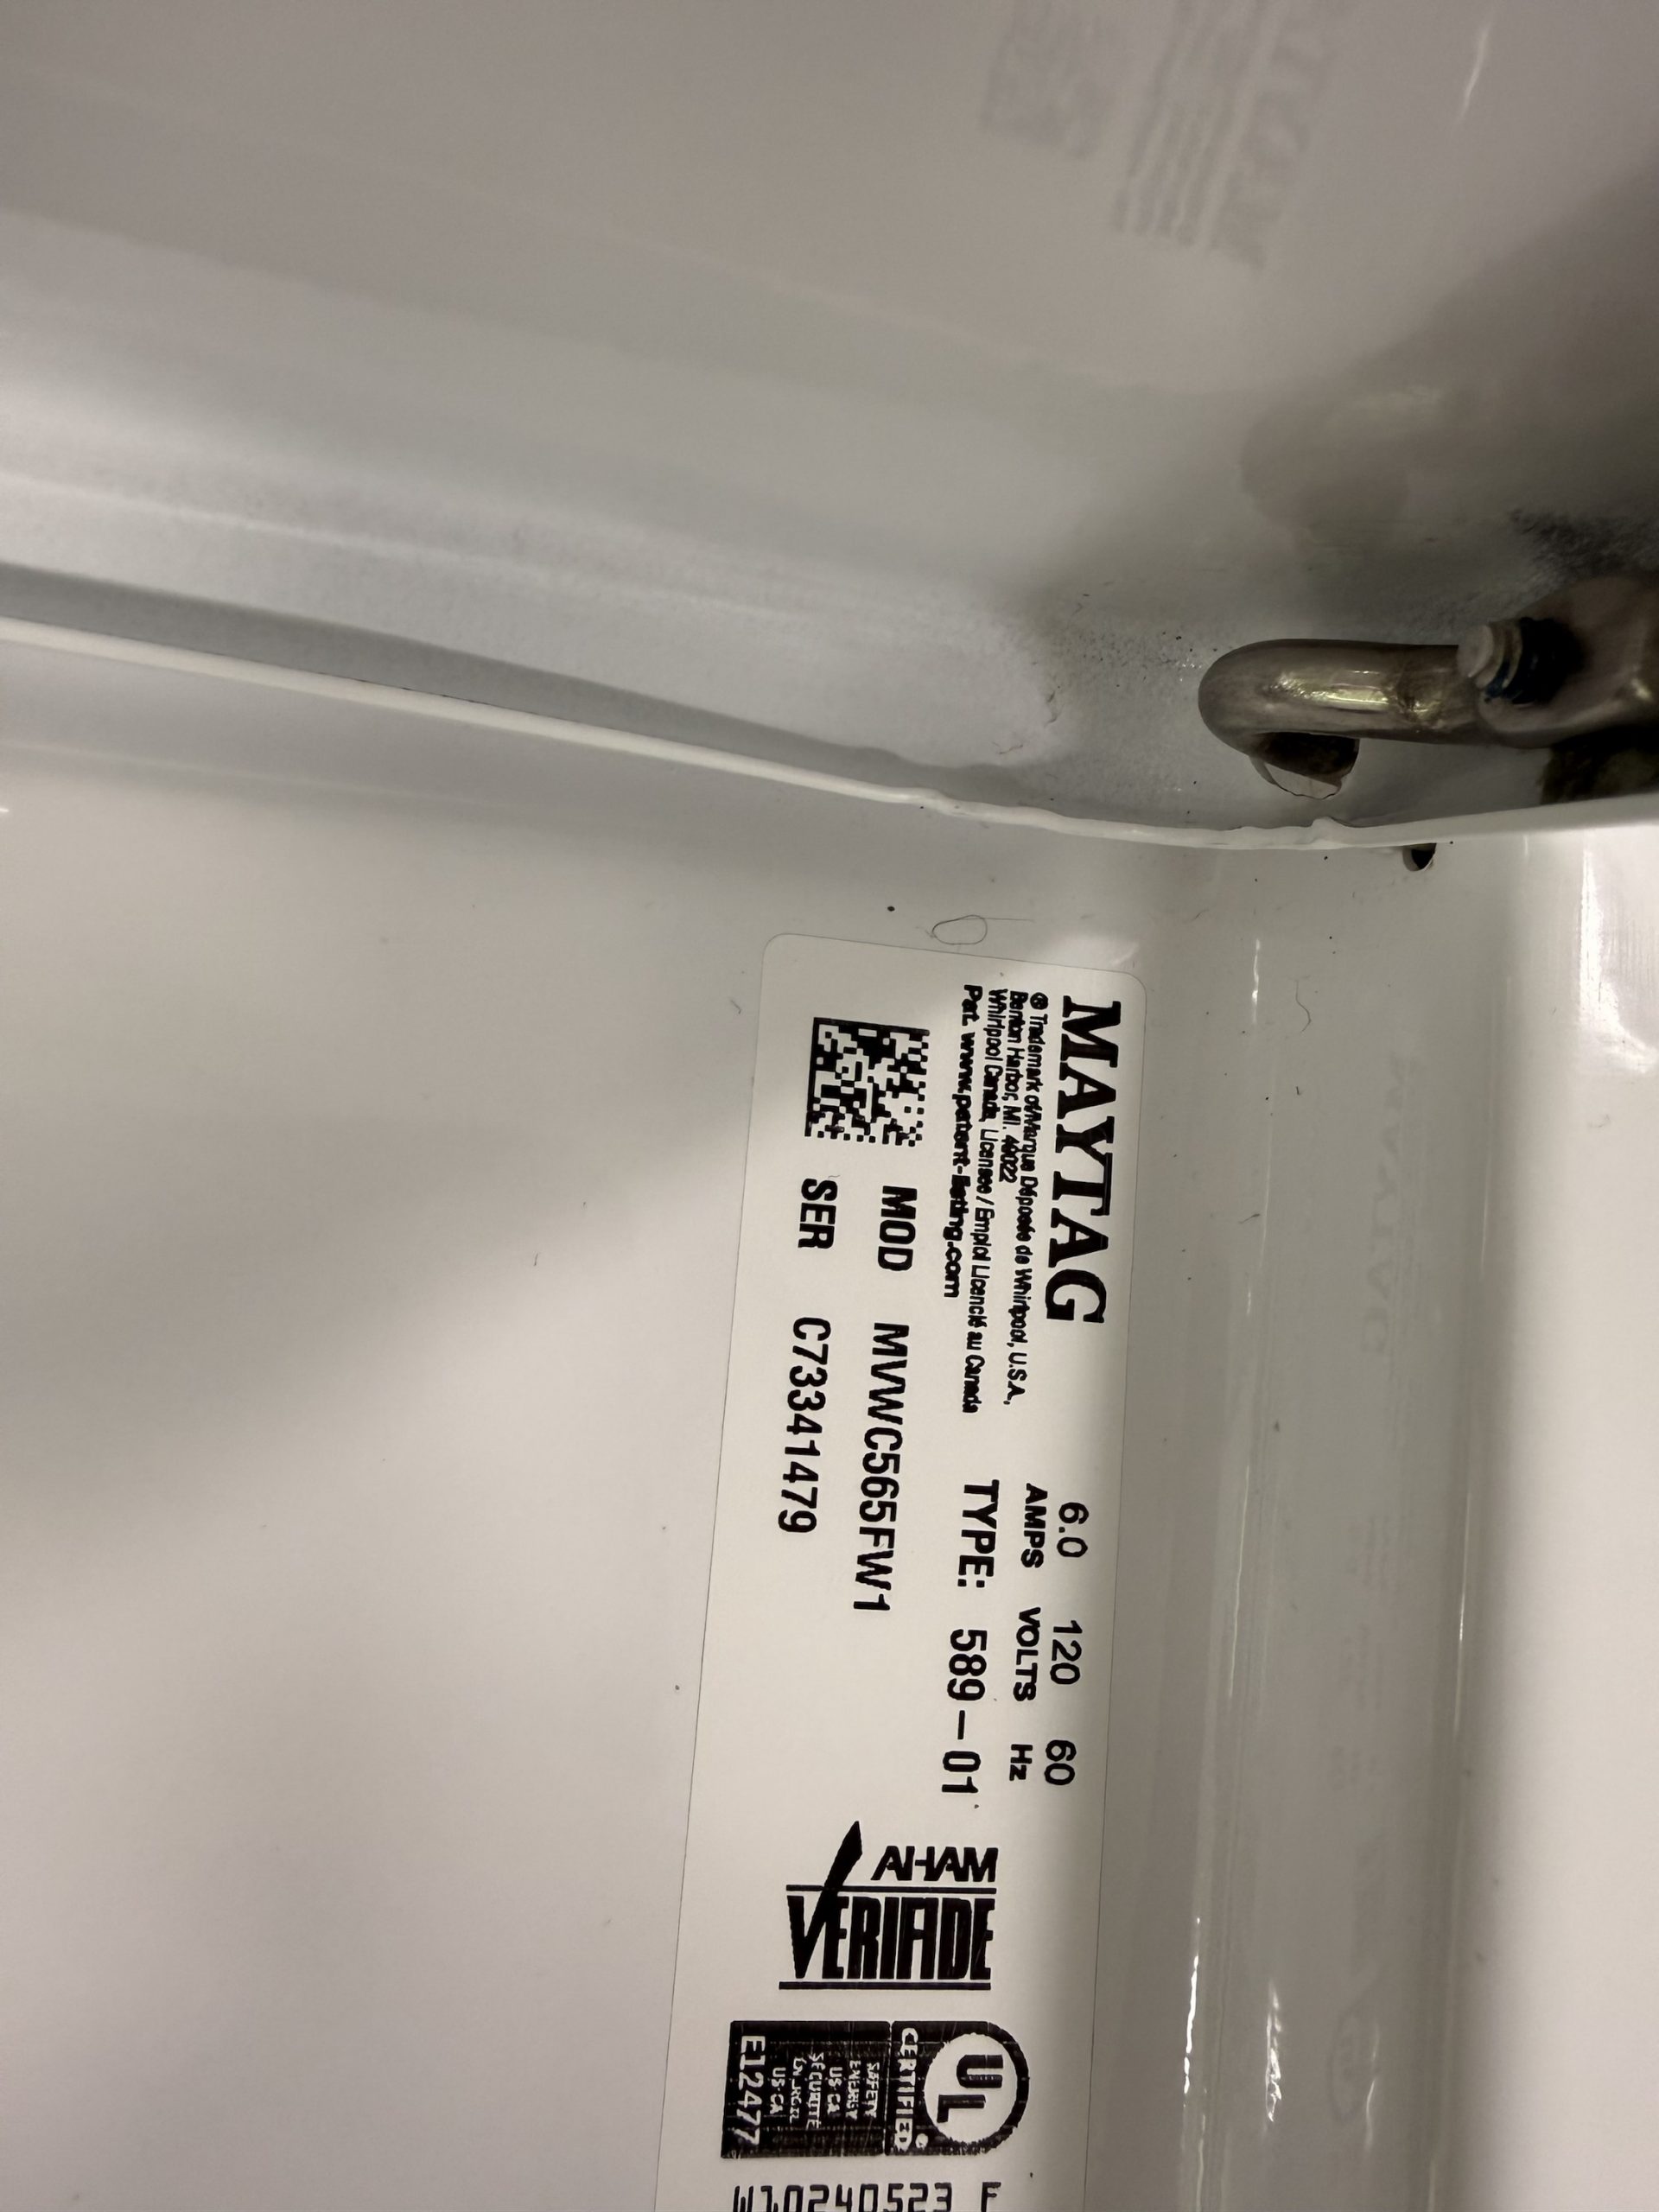 MAYTAG
® Trademark of/Marque Déposée de Whirlpool, U.S.A.,
Benton Harbor, MI. 49022
Whirlpool Canada, Licensee / Emploi Licencié au Canada
Pat. www.patent-listing.com
6.0 120 60
AMPS VOLTS Hz
TYPE: 589-01
MOD MVWC565FW1
SER C73341479
AHAM
VERIFIDE
UL
CERTIFIED
SAFETY
ENERGY
US-CA
SÉCURITÉ
US-CA
E12477
W10240523 F